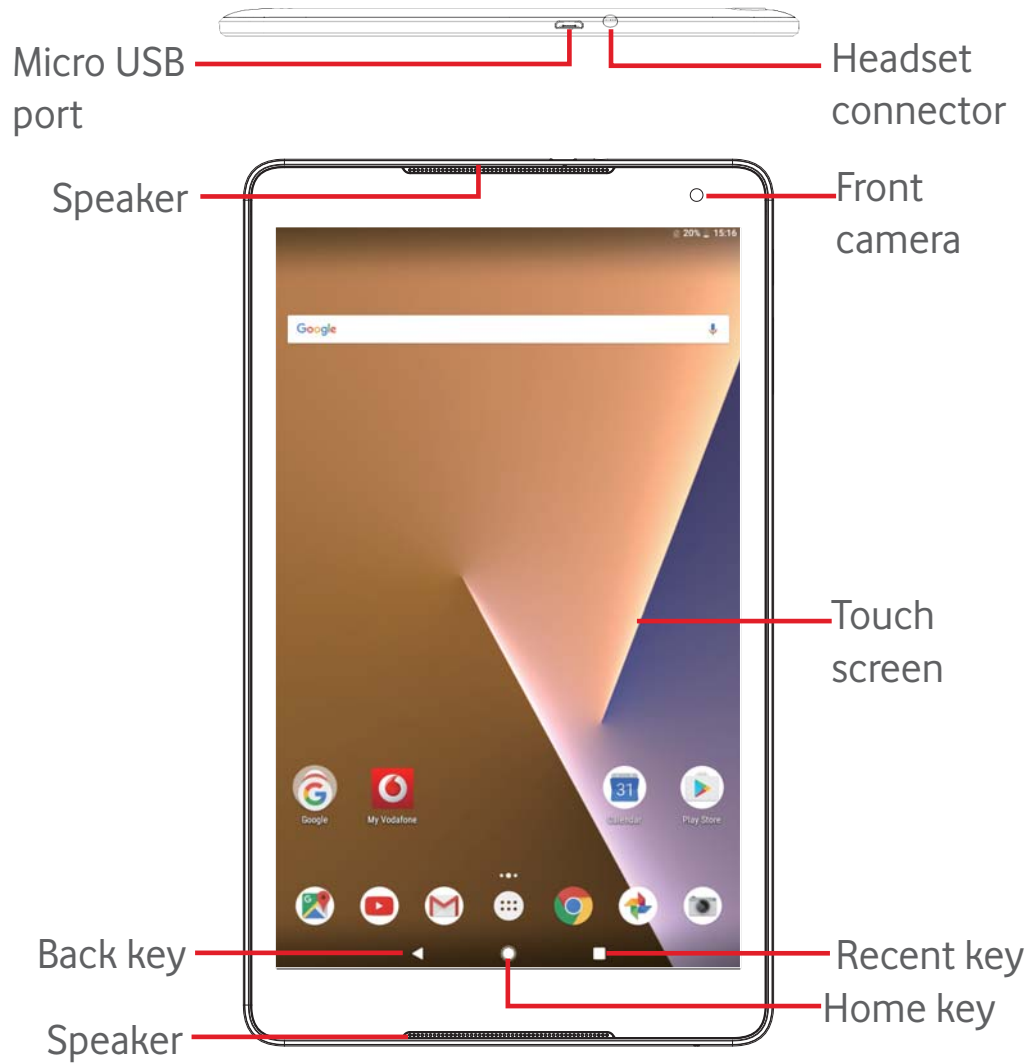 Micro USB
port
Headset
connector
Speaker
Front
camera
20% 15:16
Google
Touch
screen
31
Google
My Vodafone
Calendar
Play Store
Back key
Recent key
Home key
Speaker